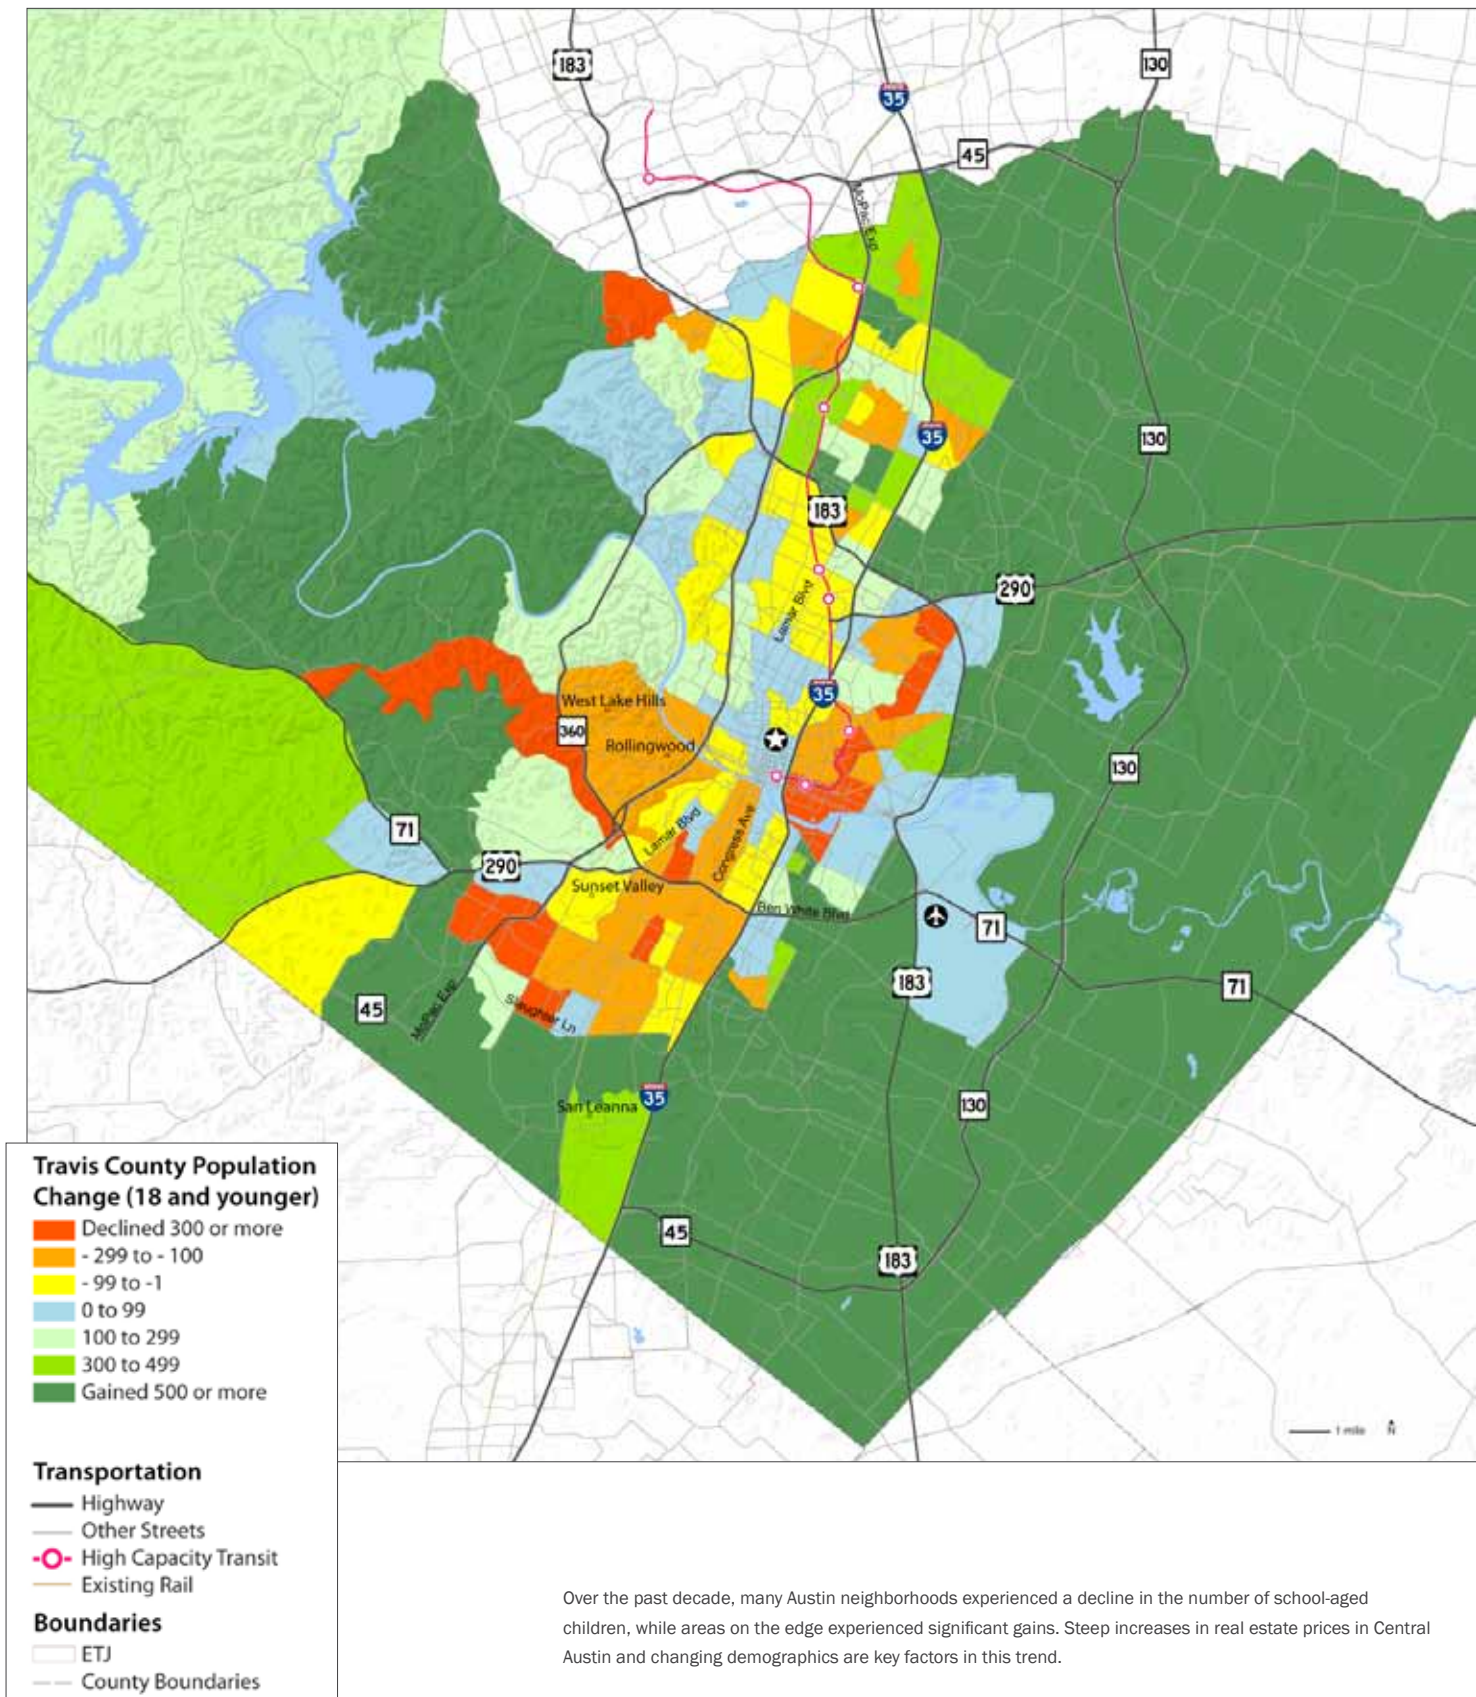 183
35
130
45
MoPac Exp
35
130
183
290
Lamar Blvd
35
West Lake Hills
360
Rollingwood
130
71
Lamar Blvd
Congress Ave
290
Sunset Valley
Ben White Blvd
71
183
71
45
MoPac Exp
Slaughter Ln
35
San Leanna
130
45
183
1 mile
N
Travis County Population
Change (18 and younger)
Declined 300 or more
- 299 to - 100
- 99 to -1
0 to 99
100 to 299
300 to 499
Gained 500 or more
Transportation
Highway
Other Streets
High Capacity Transit
Existing Rail
Boundaries
ETJ
County Boundaries
Over the past decade, many Austin neighborhoods experienced a decline in the number of school-aged
children, while areas on the edge experienced significant gains. Steep increases in real estate prices in Central
Austin and changing demographics are key factors in this trend.